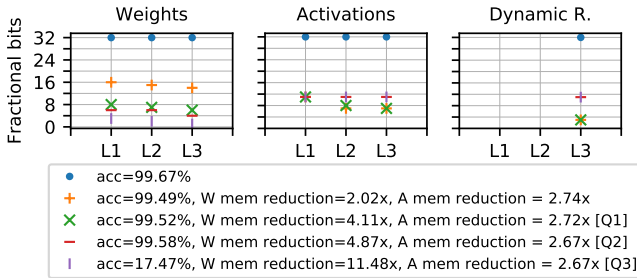 Weights Activations Dynamic R.
Fractional bits
32
24
16
8
0
L1 L2 L3 L1 L2 L3 L1 L2 L3
acc=99.67%
acc=99.49%, W mem reduction=2.02x, A mem reduction = 2.74x
acc=99.52%, W mem reduction=4.11x, A mem reduction = 2.72x [Q1]
acc=99.58%, W mem reduction=4.87x, A mem reduction = 2.67x [Q2]
acc=17.47%, W mem reduction=11.48x, A mem reduction = 2.67x [Q3]